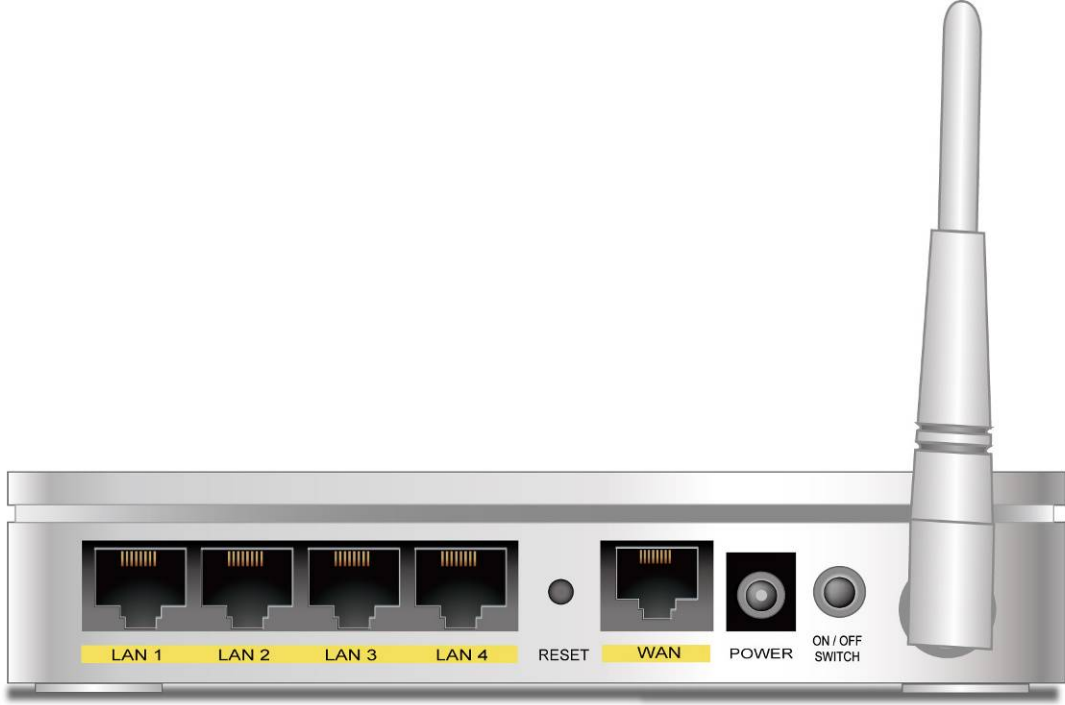 LAN 1
LAN 2
LAN 3
LAN 4
RESET
WAN
POWER
ON / OFF
SWITCH